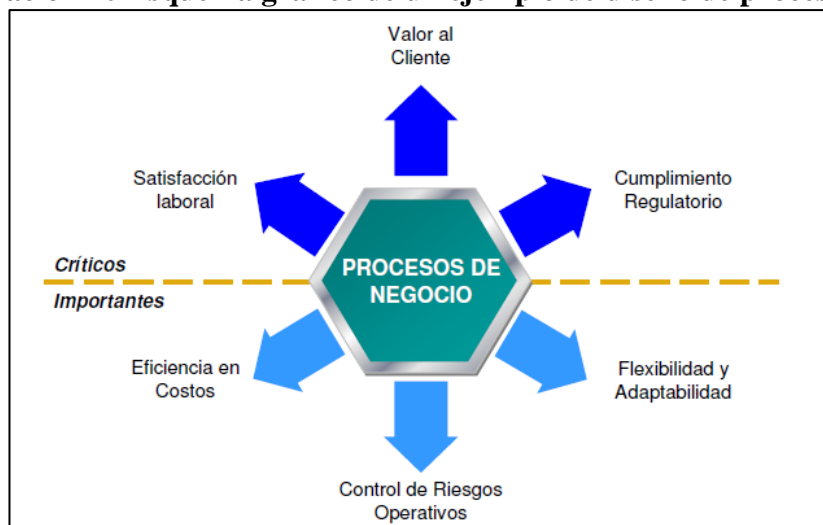 Valor al
Cliente
Satisfacción
laboral
Cumplimiento
Regulatorio
Críticos
PROCESOS DE
NEGOCIO
Importantes
Eficiencia en
Costos
Flexibilidad y
Adaptabilidad
Control de Riesgos
Operativos